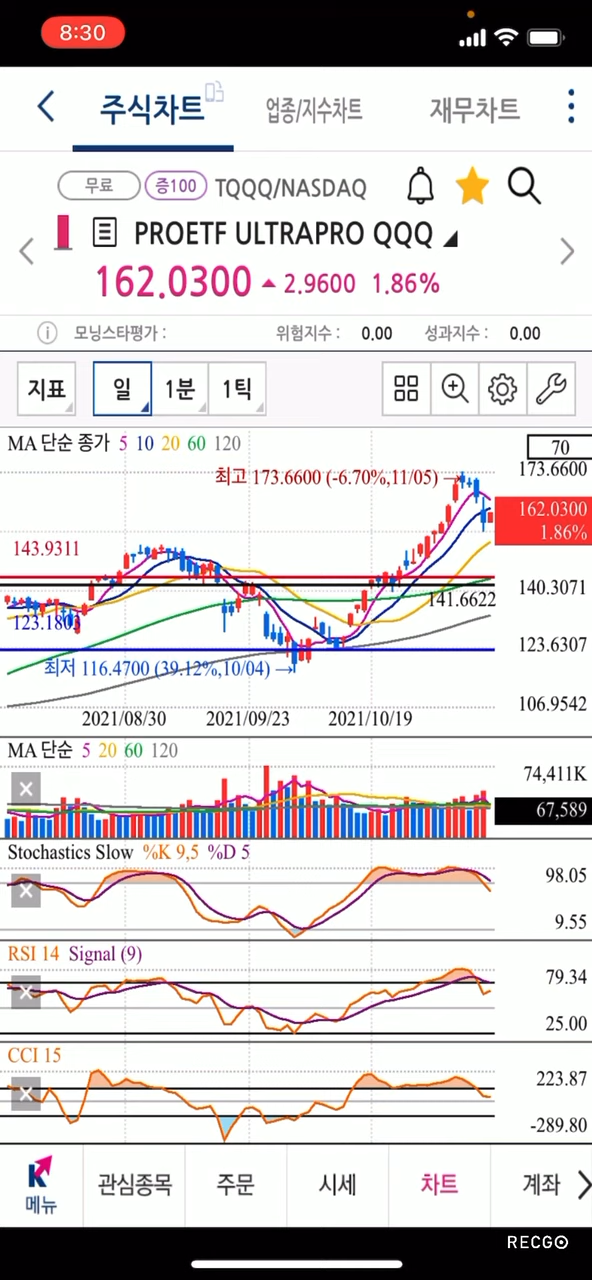 8:30
주식차트 업종/지수차트 재무차트
무료 증100 TQQQ/NASDAQ
PROETF ULTRAPRO QQQ
162.0300 2.9600 1.86%
모닝스타평가 : 위험지수 : 0.00 성과지수 : 0.00
지표 일 1분 1틱
MA 단순 종가 5 10 20 60 120
70
173.6600
최고 173.6600 (-6.70%,11/05)
162.0300
1.86%
143.9311
140.3071
141.6622
123.1803
123.6307
최저 116.4700 (39.12%,10/04)
106.9542
2021/08/30 2021/09/23 2021/10/19
MA 단순 5 20 60 120
74,411K
67,589
Stochastics Slow %K 9,5 %D 5
98.05
9.55
RSI 14 Signal (9)
79.34
25.00
CCI 15
223.87
-289.80
메뉴 관심종목 주문 시세 차트 계좌
RECGO